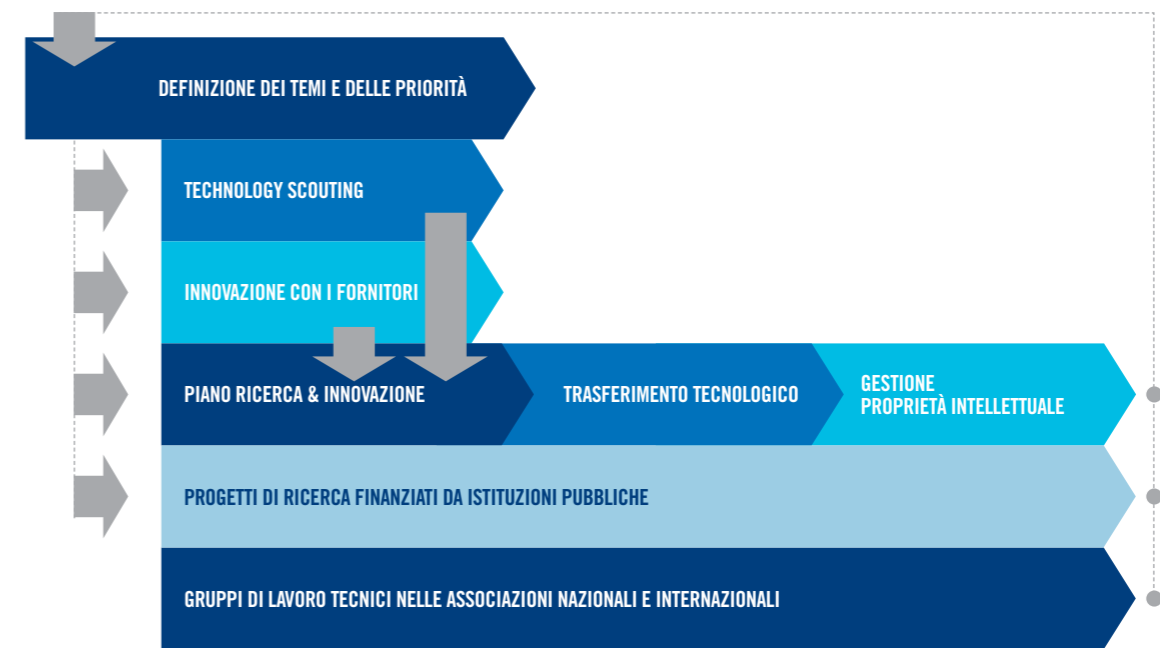 DEFINIZIONE DEI TEMI E DELLE PRIORITÀ
TECHNOLOGY SCOUTING
INNOVAZIONE CON I FORNITORI
PIANO RICERCA & INNOVAZIONE
TRASFERIMENTO TECNOLOGICO
GESTIONE
PROPRIETÀ INTELLETTUALE
PROGETTI DI RICERCA FINANZIATI DA ISTITUZIONI PUBBLICHE
GRUPPI DI LAVORO TECNICI NELLE ASSOCIAZIONI NAZIONALI E INTERNAZIONALI